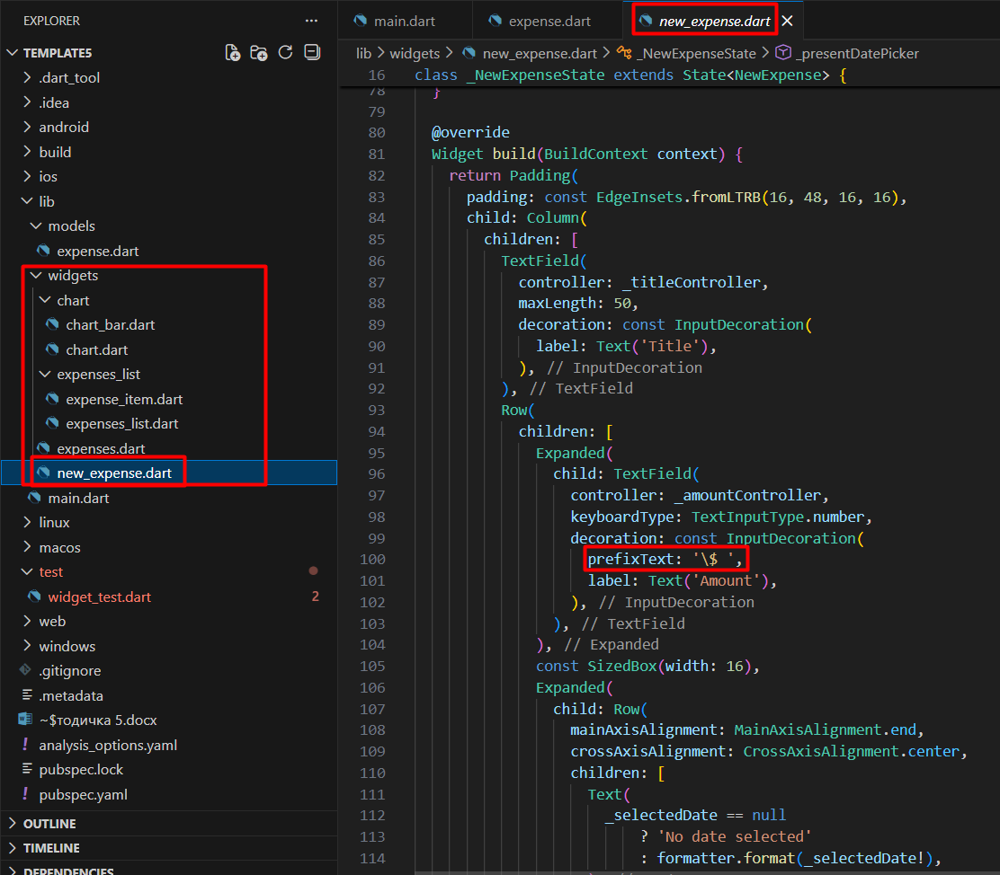 EXPLORER
TEMPLATES5
.dart_tool
.idea
android
build
ios
lib
models
expense.dart
widgets
chart
chart_bar.dart
chart.dart
expenses_list
expense_item.dart
expenses_list.dart
expenses.dart
new_expense.dart
main.dart
linux
macos
test
widget_test.dart 2
web
windows
.gitignore
.metadata
~$тодичка 5.docx
analysis_options.yaml
pubspec.lock
pubspec.yaml
OUTLINE
TIMELINE
DEPENDENCIES
main.dart expense.dart new_expense.dart
lib > widgets > new_expense.dart > _NewExpenseState > _presentDatePicker
16 class _NewExpenseState extends State<NewExpense> {
78 }
79
80 @override
81 Widget build(BuildContext context) {
82 return Padding(
83 padding: const EdgeInsets.fromLTRB(16, 48, 16, 16),
84 child: Column(
85 children: [
86 TextField(
87 controller: _titleController,
88 maxLength: 50,
89 decoration: const InputDecoration(
90 label: Text('Title'),
91 ), // InputDecoration
92 ), // TextField
93 Row(
94 children: [
95 Expanded(
96 child: TextField(
97 controller: _amountController,
98 keyboardType: TextInputType.number,
99 decoration: const InputDecoration(
100 prefixText: '\$ ',
101 label: Text('Amount'),
102 ), // InputDecoration
103 ), // TextField
104 ), // Expanded
105 const SizedBox(width: 16),
106 Expanded(
107 child: Row(
108 mainAxisAlignment: MainAxisAlignment.end,
109 crossAxisAlignment: CrossAxisAlignment.center,
110 children: [
111 Text(
112 _selectedDate == null
113 ? 'No date selected'
114 : formatter.format(_selectedDate!),